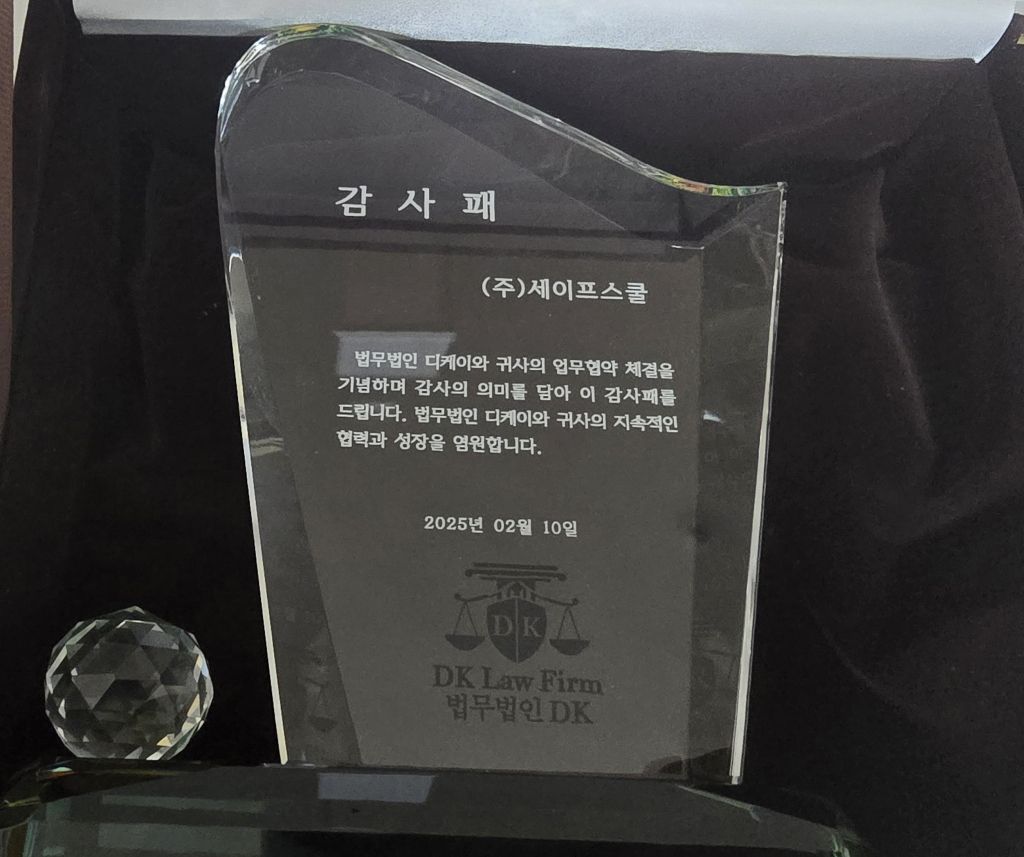 감 사 패
(주)세이프스쿨
법무법인 디케이와 귀사의 업무협약 체결을
기념하며 감사의 의미를 담아 이 감사패를
드립니다. 법무법인 디케이와 귀사의 지속적인
협력과 성장을 염원합니다.
2025년 02월 10일
D K
DK Law Firm
법무법인 DK